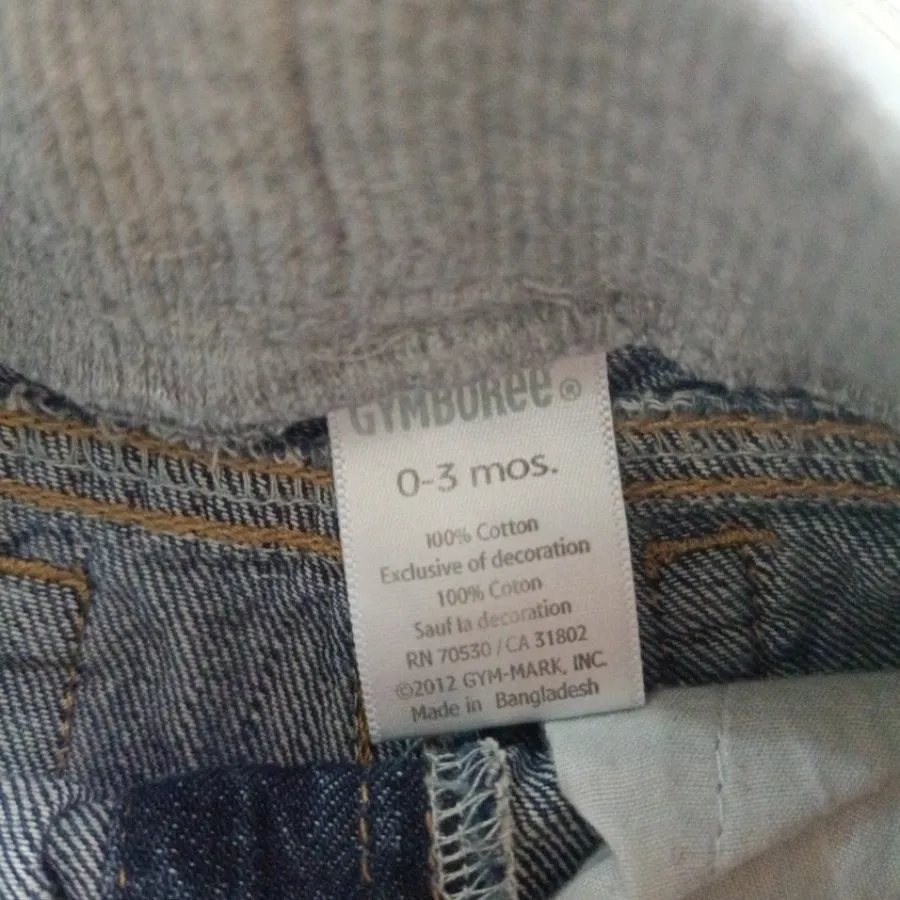 GYMBOREE®
0-3 mos.
100% Cotton
Exclusive of decoration
100% Coton
Sauf la decoration
RN 70530 / CA 31802
©2012 GYM-MARK, INC.
Made in Bangladesh